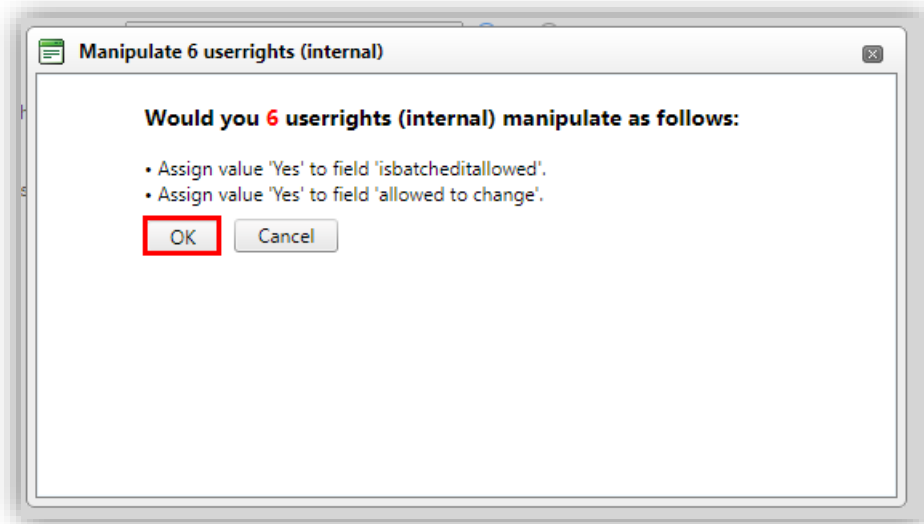 Manipulate 6 userrights (internal)
Would you 6 userrights (internal) manipulate as follows:
• Assign value 'Yes' to field 'isbatcheditallowed'.
• Assign value 'Yes' to field 'allowed to change'.
OK Cancel